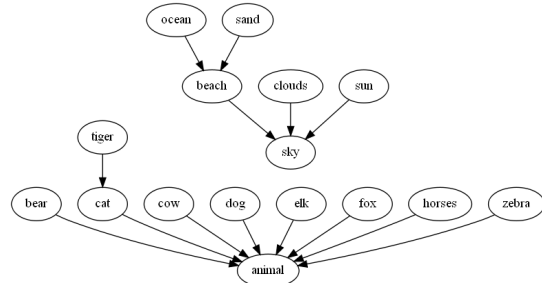 ocean sand
beach clouds sun
sky
tiger
bear cat cow dog elk fox horses zebra
animal